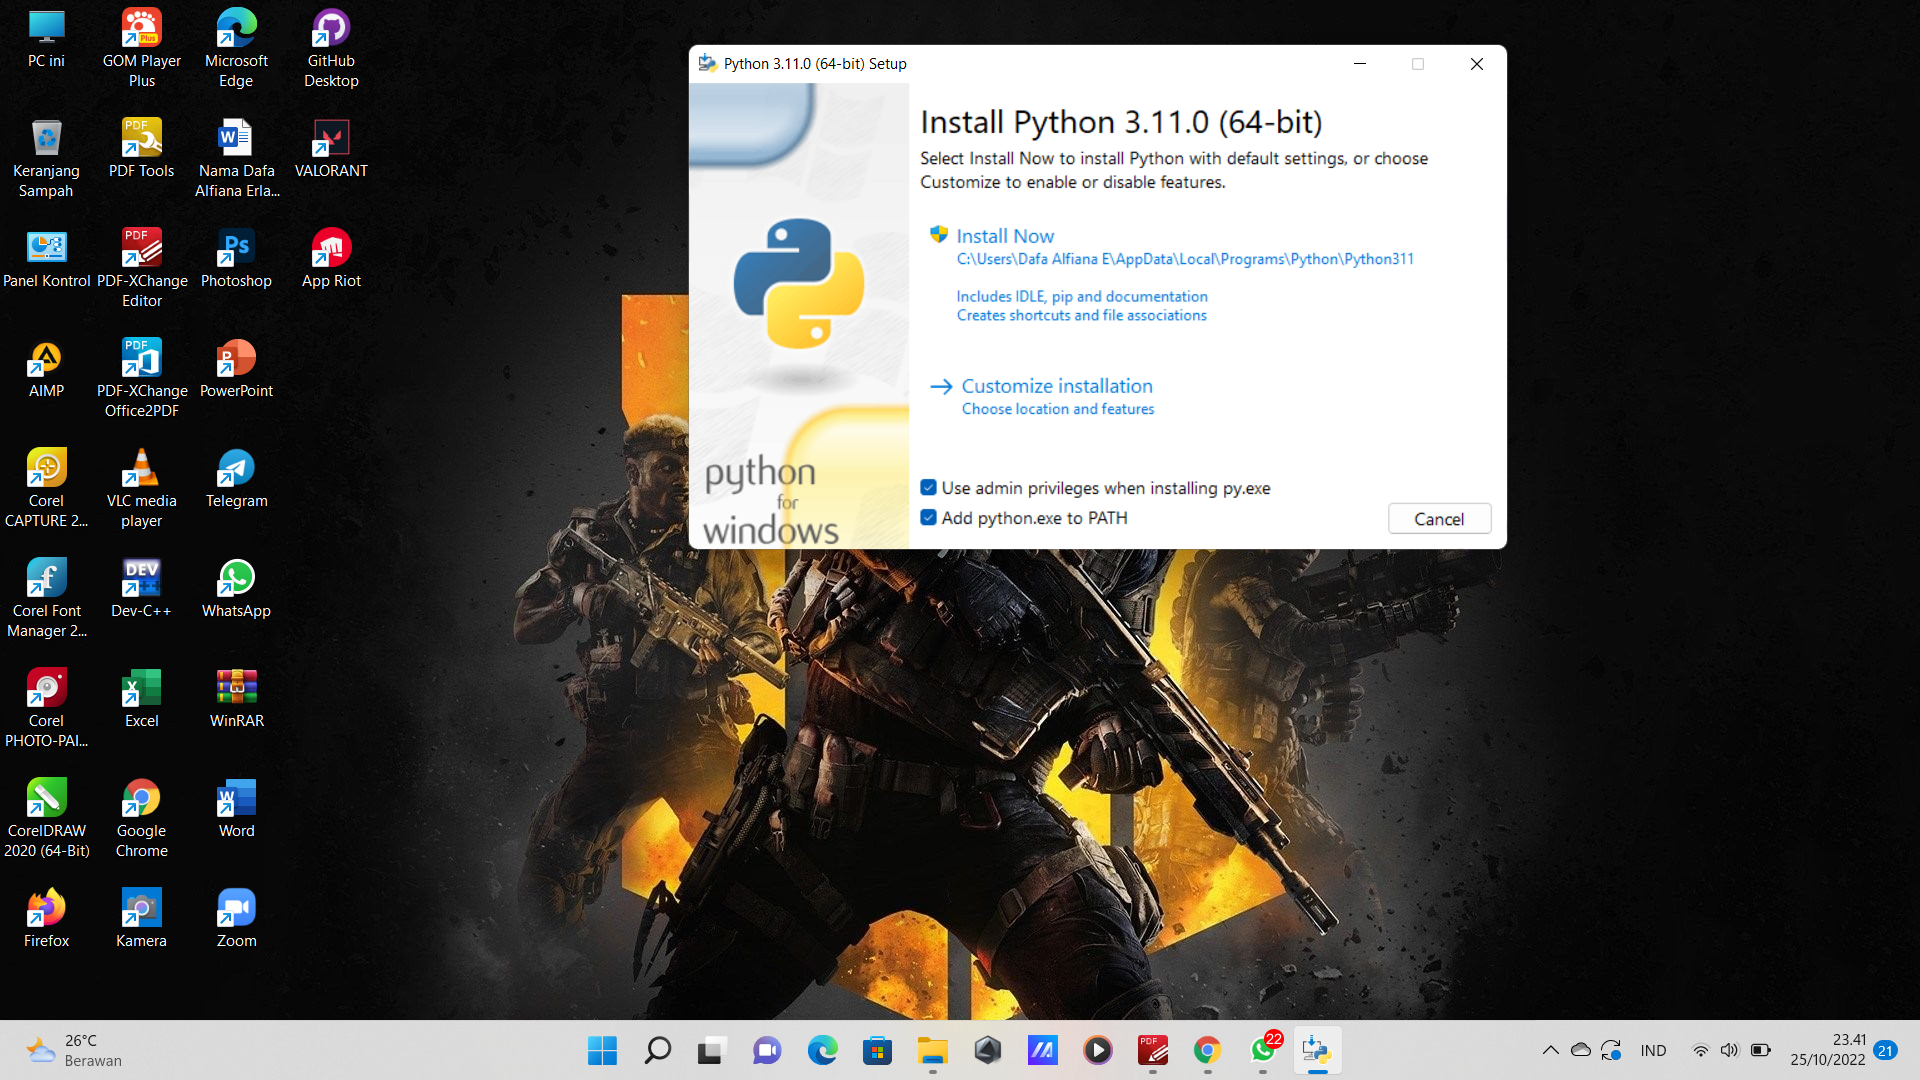 PC ini
GOM Player
Plus
Microsoft
Edge
GitHub
Desktop
Keranjang
Sampah
PDF Tools
Nama Dafa
Alfiana Erla...
VALORANT
Panel Kontrol
PDF-XChange
Editor
Photoshop
App Riot
AIMP
PDF-XChange
Office2PDF
PowerPoint
Corel
CAPTURE 2...
VLC media
player
Telegram
Corel Font
Manager 2...
Dev-C++
WhatsApp
Corel
PHOTO-PAI...
Excel
WinRAR
CorelDRAW
2020 (64-Bit)
Google
Chrome
Word
Firefox
Kamera
Zoom
Python 3.11.0 (64-bit) Setup
Install Python 3.11.0 (64-bit)
Select Install Now to install Python with default settings, or choose
Customize to enable or disable features.
Install Now
C:\Users\Dafa Alfiana E\AppData\Local\Programs\Python\Python311
Includes IDLE, pip and documentation
Creates shortcuts and file associations
Customize installation
Choose location and features
python
for
windows
Use admin privileges when installing py.exe
Add python.exe to PATH
Cancel
26°C
Berawan
22
IND
23.41
25/10/2022
21